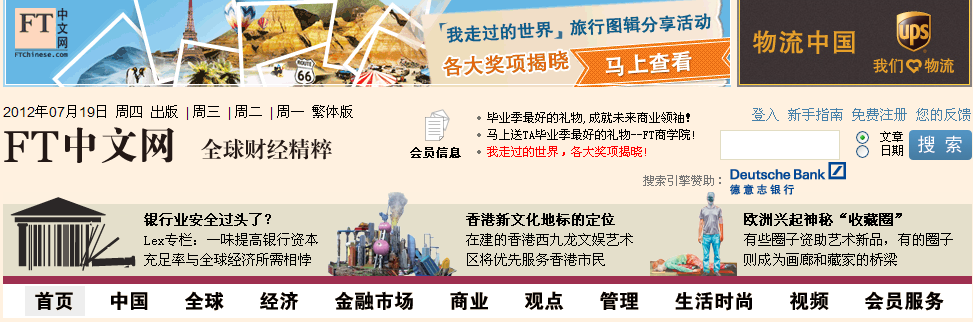 FT 中文网
FTChinese.com
“我走过的世界”旅行图辑分享活动
各大奖项揭晓 马上查看
ROUTE
66
物流中国
ups
我们 物流
2012年07月19日 周四 出版 |周三 |周二 |周一 繁体版
登入 新手指南 免费注册 您的反馈
FT中文网 全球财经精粹
会员信息
• 毕业季最好的礼物,成就未来商业领袖!
• 马上送TA毕业季最好的礼物--FT商学院!
• 我走过的世界，各大奖项揭晓!
文章
日期
搜 索
搜索引擎赞助：
Deutsche Bank
德意志银行
银行业安全过头了？
Lex专栏：一味提高银行资本
充足率与全球经济所需相悖
香港新文化地标的定位
在建的香港西九龙文娱艺术
区将优先服务香港市民
欧洲兴起神秘“收藏圈”
有些圈子资助艺术新品，有的圈子
则成为画廊和藏家的桥梁
首页 中国 全球 经济 金融市场 商业 观点 管理 生活时尚 视频 会员服务